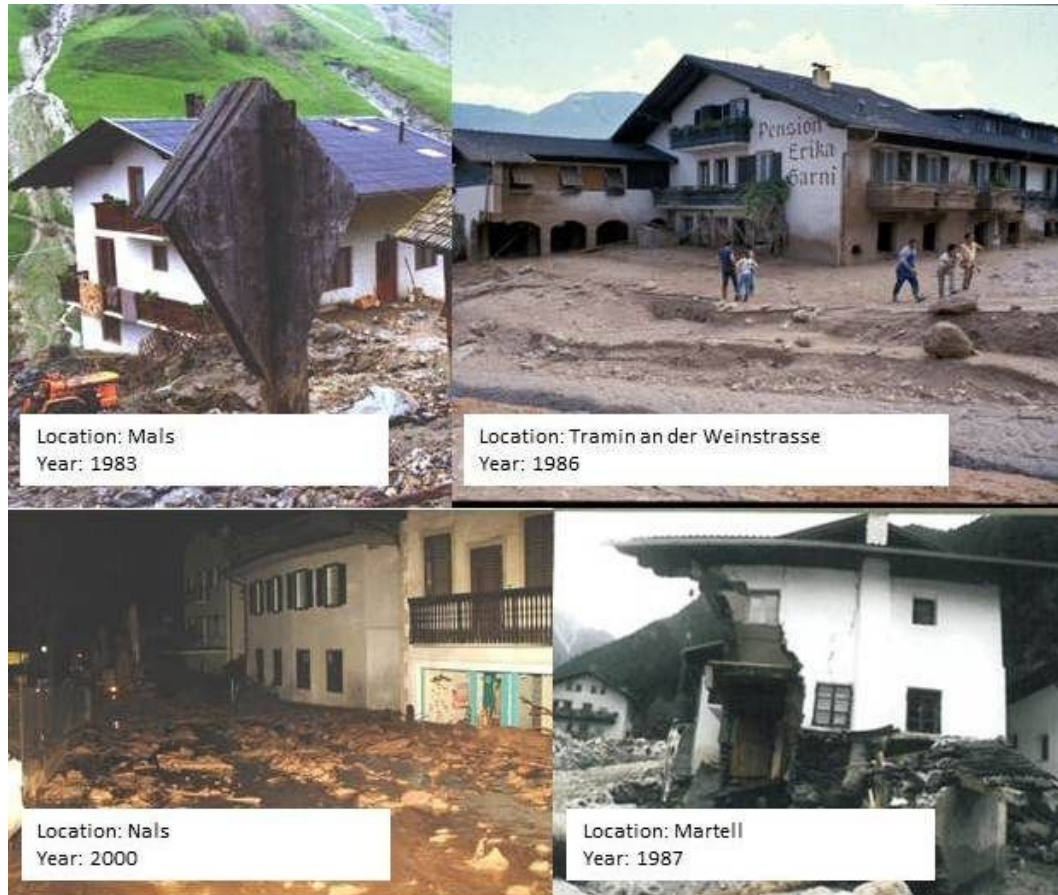 Pension
Erika
Garni
Location: Mals
Year: 1983
Location: Tramin an der Weinstrasse
Year: 1986
Location: Nals
Year: 2000
Location: Martell
Year: 1987